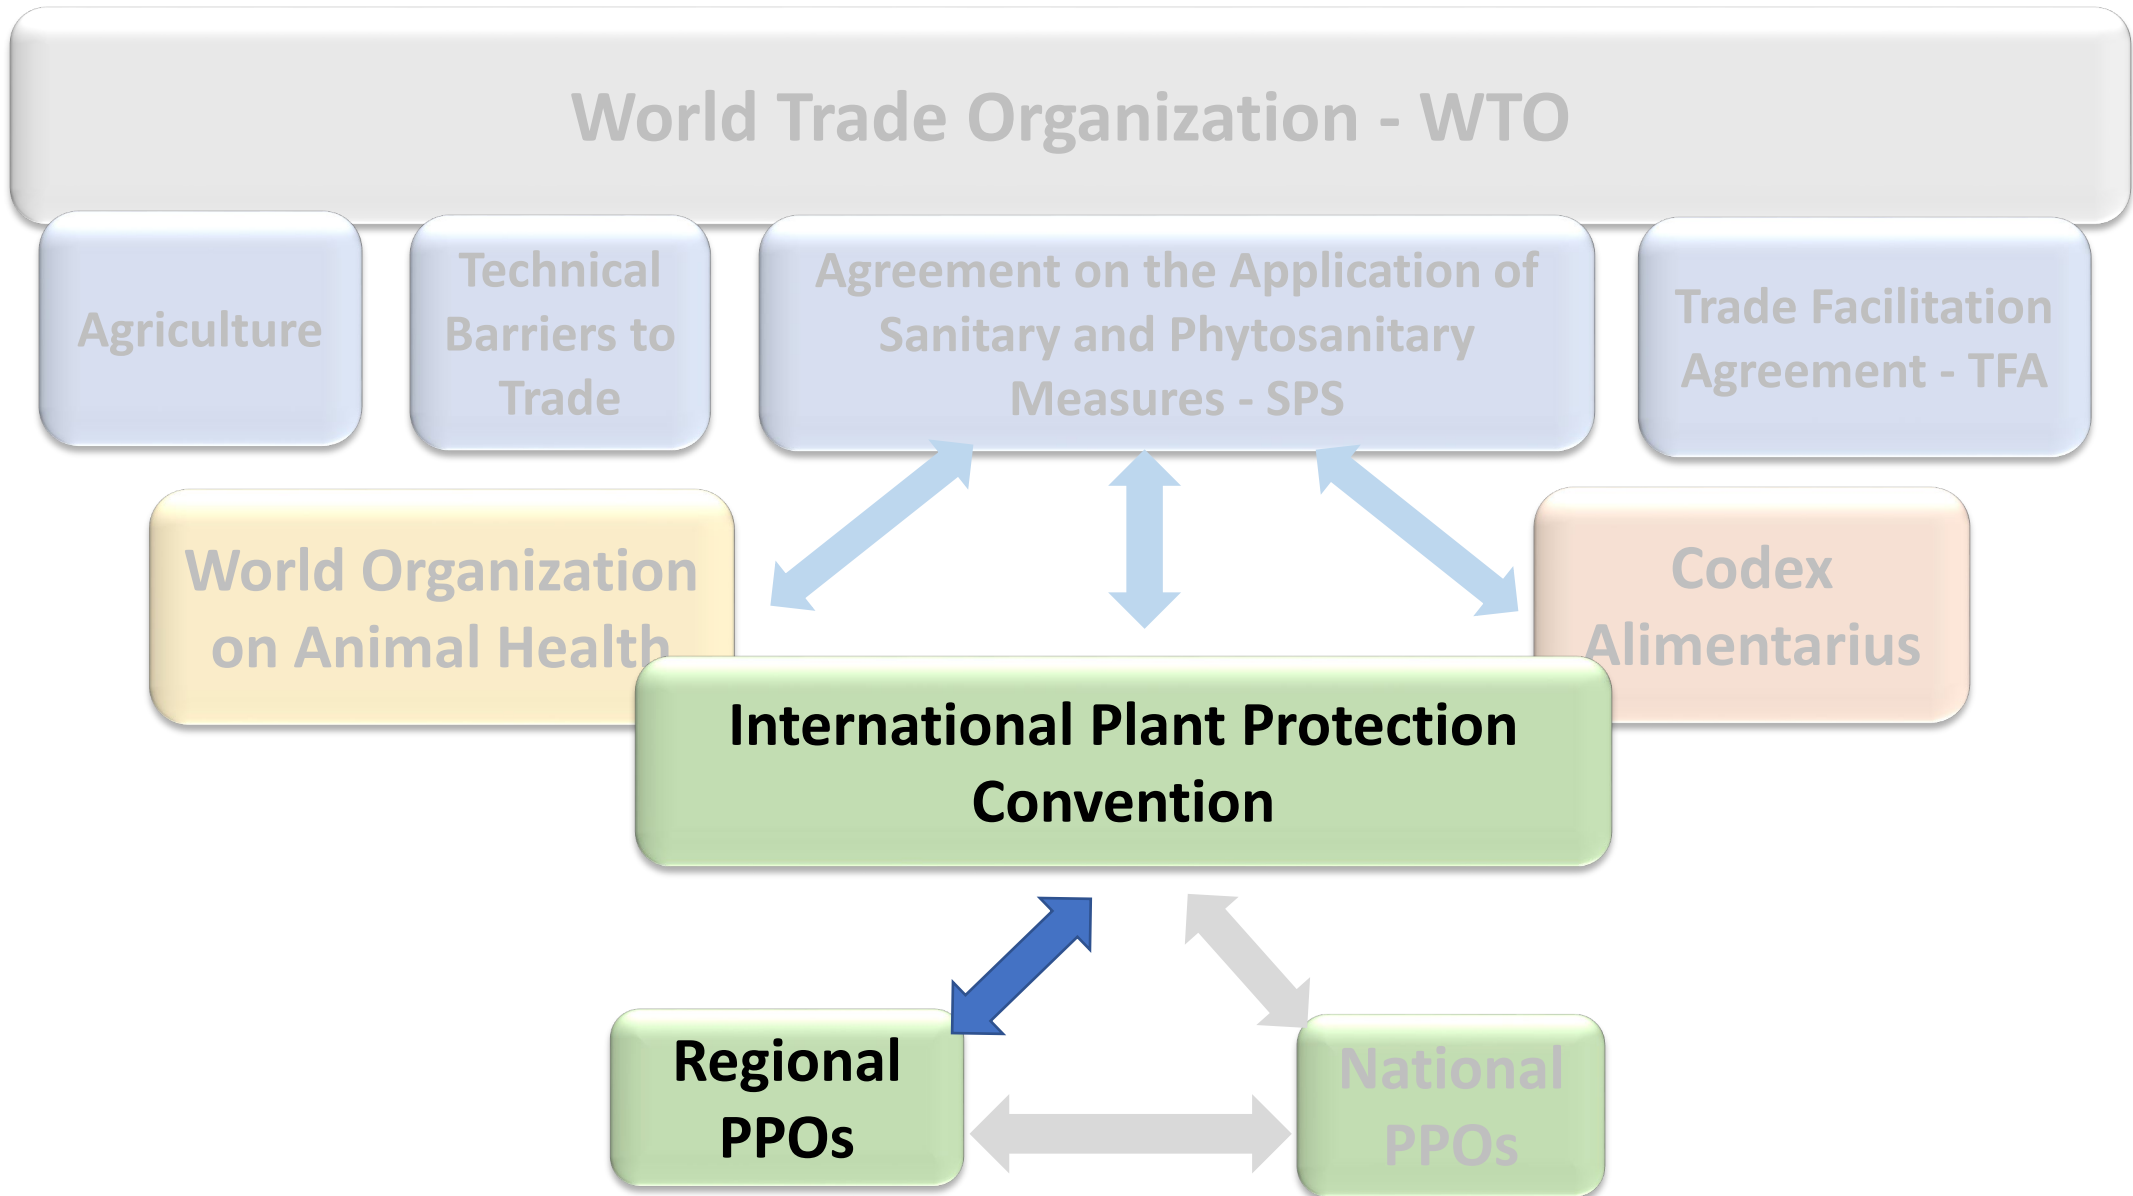 World Trade Organization - WTO
Agriculture
Technical
Barriers to
Trade
Agreement on the Application of
Sanitary and Phytosanitary
Measures - SPS
Trade Facilitation
Agreement - TFA
World Organization
on Animal Health
Codex
Alimentarius
International Plant Protection
Convention
Regional
PPOs
National
PPOs